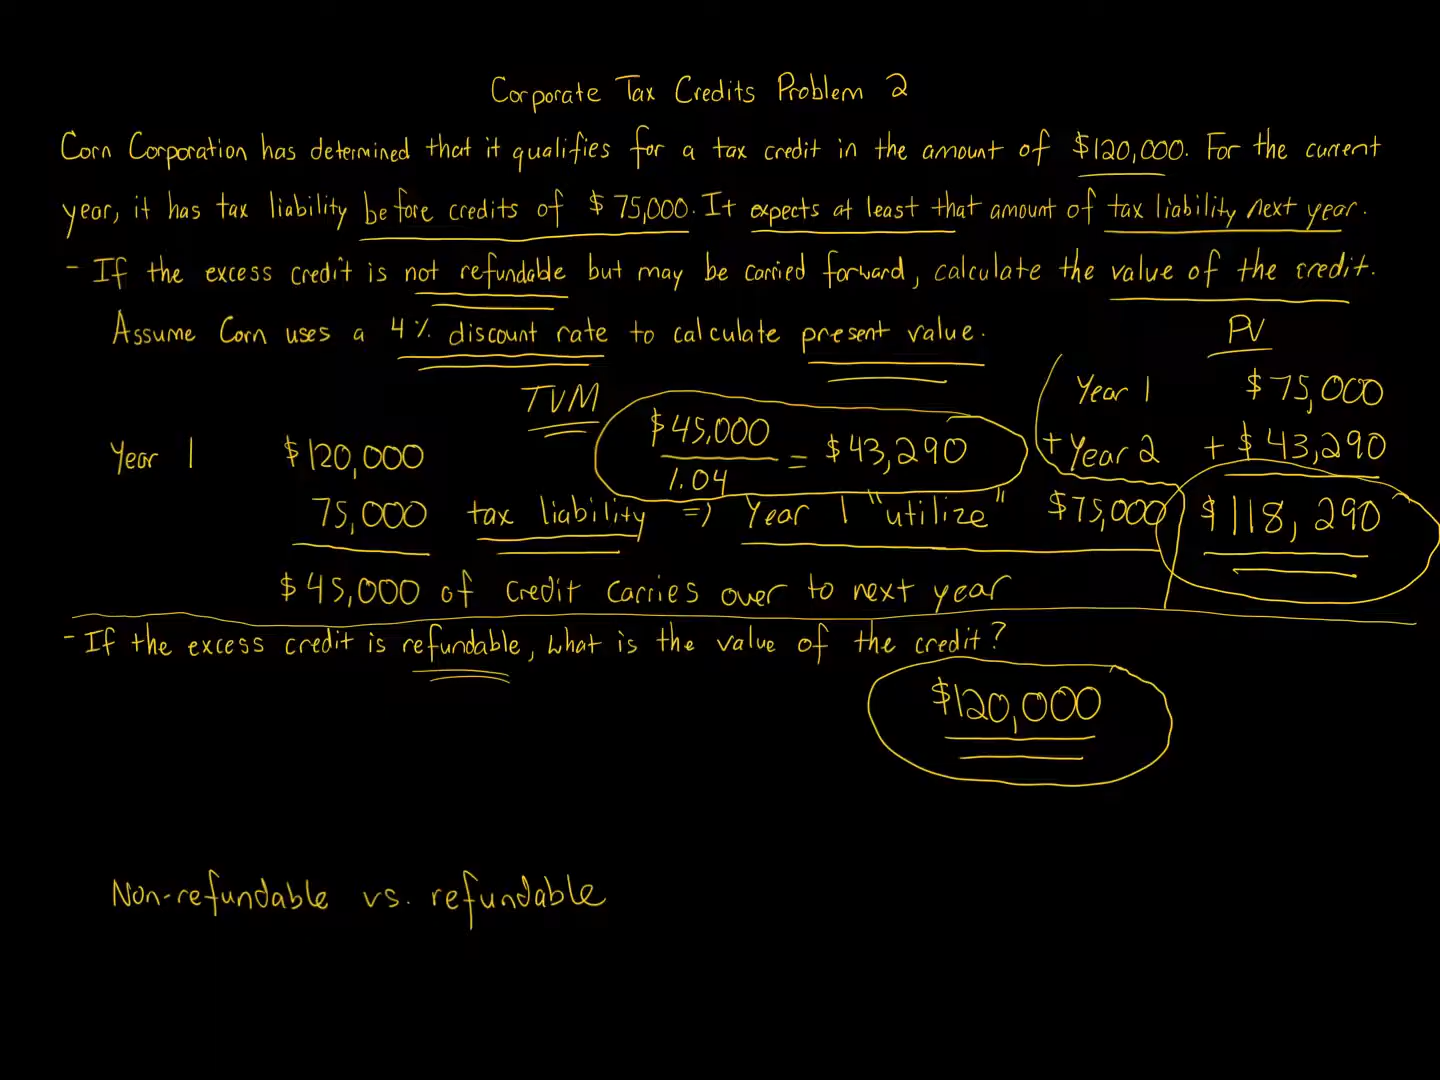 Corporate Tax Credits Problem 2
Corn Corporation has determined that it qualifies for a tax credit in the amount of $120,000. For the current
year, it has tax liability before credits of $75,000. It expects at least that amount of tax liability next year.
- If the excess credit is not refundable but may be carried forward, calculate the value of the credit.
Assume Corn uses a 4% discount rate to calculate present value.
PV
TVM
Year 1 $75,000
$45,000
1.04
= $43,290
+ Year 2 + $43,290
Year 1 $120,000
75,000 tax liability => Year 1 "utilize" $75,000
$118,290
$45,000 of credit carries over to next year
- If the excess credit is refundable, what is the value of the credit?
$120,000
Non-refundable vs. refundable